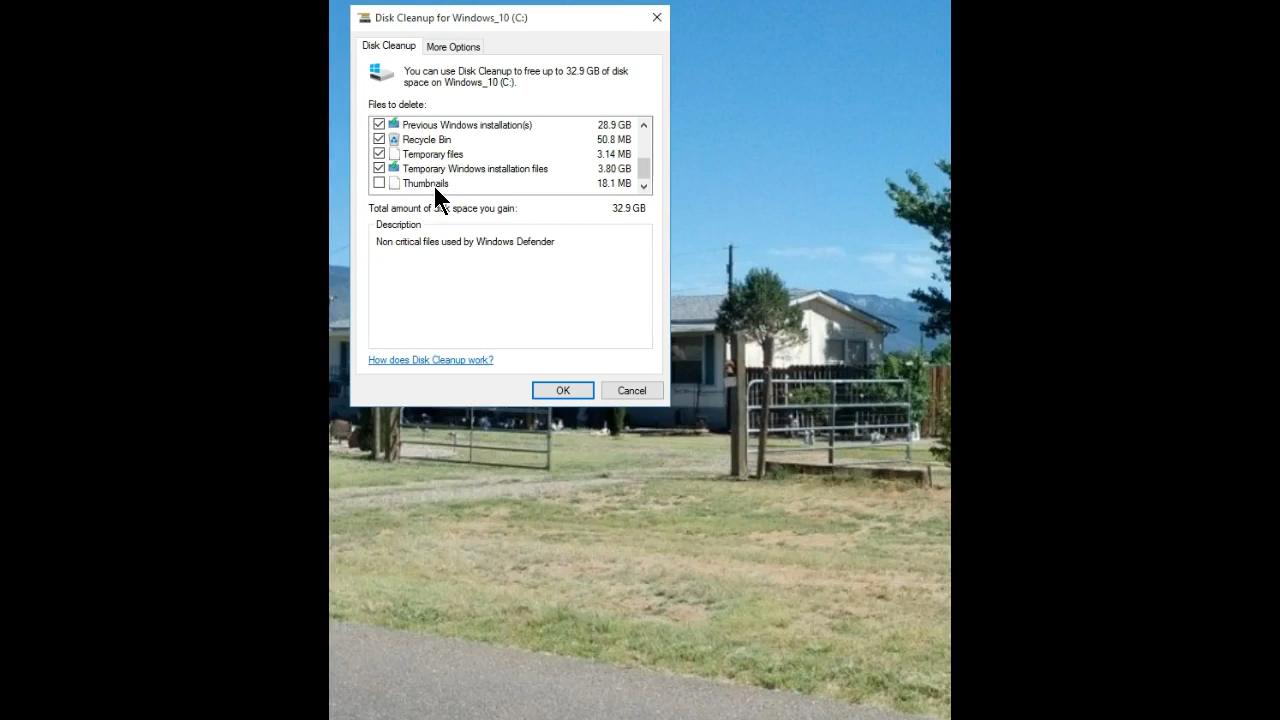 Disk Cleanup for Windows_10 (C:)
Disk Cleanup
More Options
You can use Disk Cleanup to free up to 32.9 GB of disk
space on Windows_10 (C:).
Files to delete:
Previous Windows installation(s) 28.9 GB
Recycle Bin 50.8 MB
Temporary files 3.14 MB
Temporary Windows installation files 3.80 GB
Thumbnails 18.1 MB
Total amount of disk space you gain: 32.9 GB
Description
Non critical files used by Windows Defender
How does Disk Cleanup work?
OK
Cancel